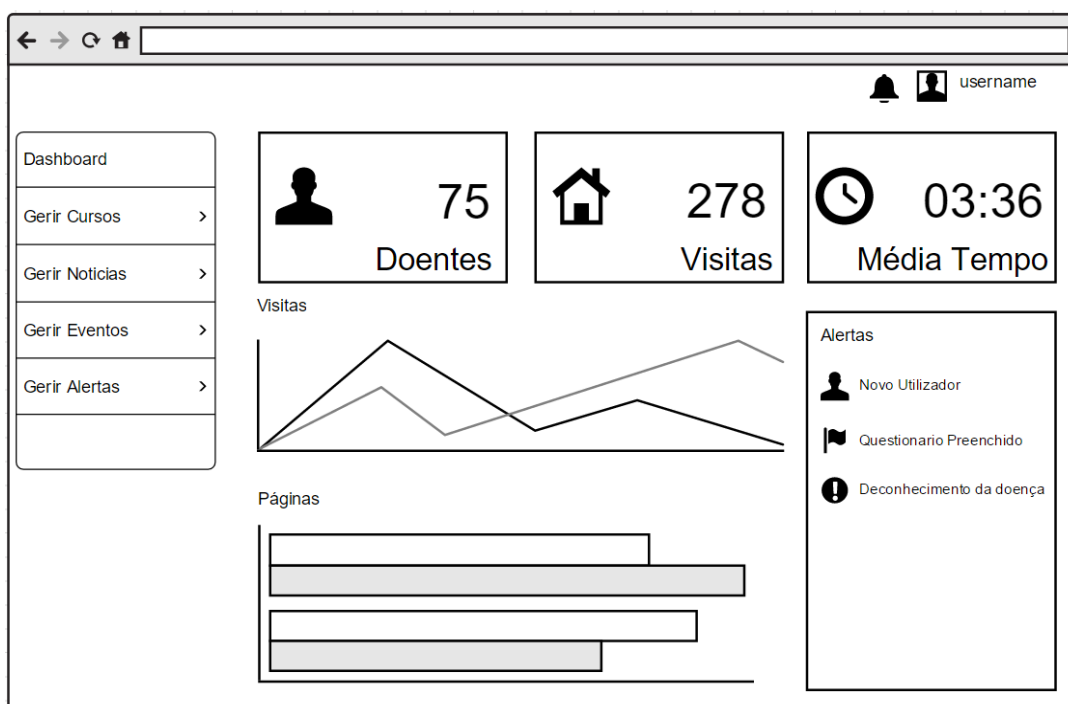 username
Dashboard
Gerir Cursos
Gerir Noticias
Gerir Eventos
Gerir Alertas
75
Doentes
278
Visitas
03:36
Média Tempo
Visitas
Páginas
Alertas
Novo Utilizador
Questionario Preenchido
Deconhecimento da doença